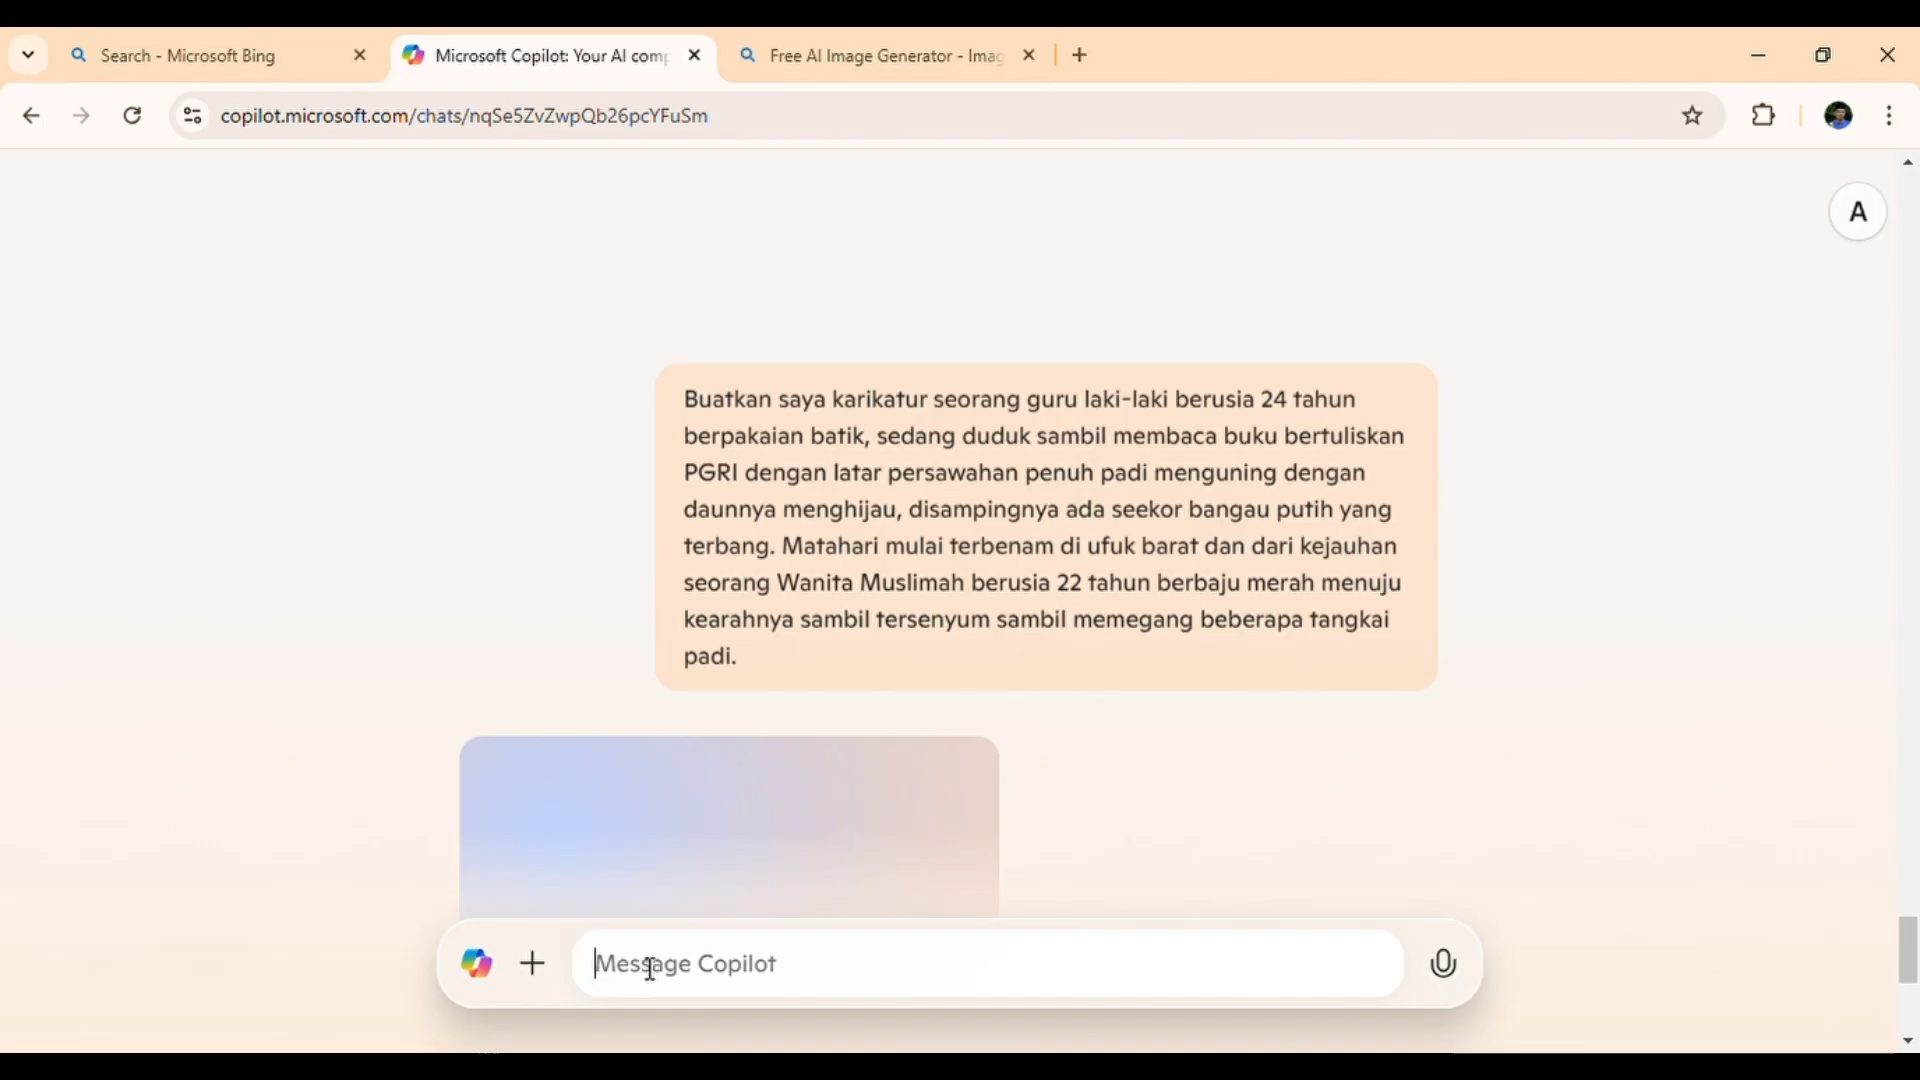 Search - Microsoft Bing
Microsoft Copilot: Your AI comp
Free AI Image Generator - Imag
copilot.microsoft.com/chats/nqSe5ZvZwpQb26pcYFuSm
A
Buatkan saya karikatur seorang guru laki-laki berusia 24 tahun
berpakaian batik, sedang duduk sambil membaca buku bertuliskan
PGRI dengan latar persawahan penuh padi menguning dengan
daunnya menghijau, disampingnya ada seekor bangau putih yang
terbang. Matahari mulai terbenam di ufuk barat dan dari kejauhan
seorang Wanita Muslimah berusia 22 tahun berbaju merah menuju
kearahnya sambil tersenyum sambil memegang beberapa tangkai
padi.
Message Copilot